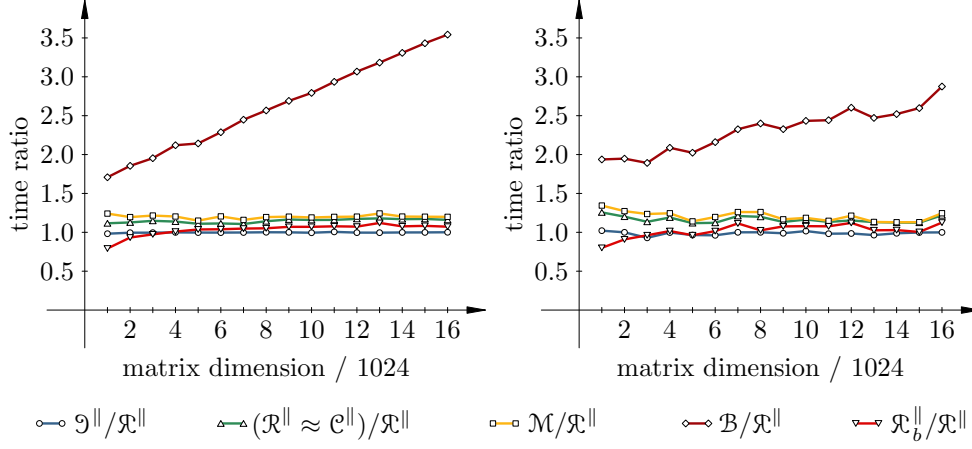 3.5 3.5
3.0 3.0
2.5 2.5
2.0 2.0
1.5 1.5
1.0 1.0
0.5 0.5
time ratio time ratio
2 4 6 8 10 12 14 16 2 4 6 8 10 12 14 16
matrix dimension / 1024 matrix dimension / 1024
𝔇^∥/ℜ^∥ (ℛ^∥ ≈ 𝒞^∥)/ℜ^∥ ℳ/ℜ^∥ ℬ/ℜ^∥ ℜ_b^∥/ℜ^∥